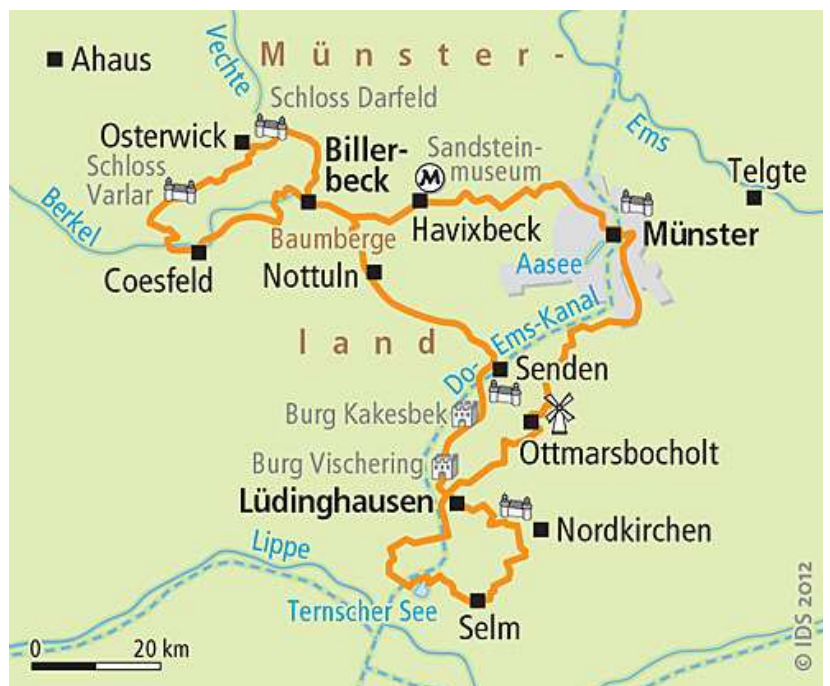 Ahaus
Münster-
Vechte
Schloss Darfeld
Osterwick
Ems
Schloss
Varlar
Biller-
beck
Sandstein-
museum
M
Telgte
Berkel
Havixbeck
Münster
Baumberge
Aasee
Coesfeld
Nottuln
land
Do-Ems-Kanal
Senden
Burg Kakesbek
Ottmarsbocholt
Burg Vischering
Lüdinghausen
Nordkirchen
Lippe
Ternscher See
Selm
0 20 km
© IDS 2012